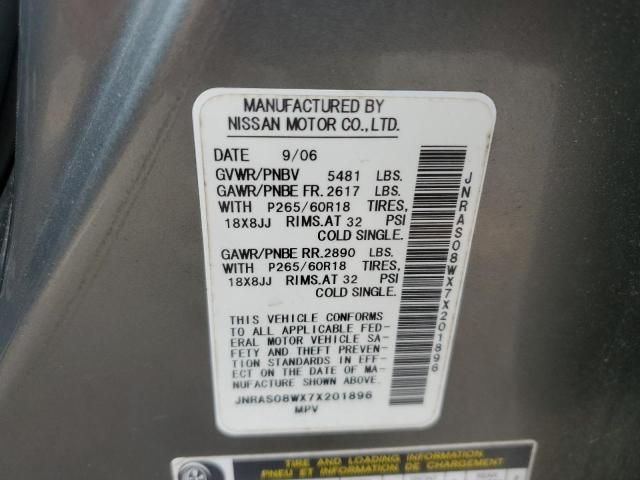 MANUFACTURED BY
NISSAN MOTOR CO.,LTD.
DATE 9/06
GVWR/PNBV 5481 LBS.
GAWR/PNBE FR.2617 LBS.
WITH P265/60R18 TIRES,
18X8JJ RIMS.AT 32 PSI
COLD SINGLE.
GAWR/PNBE RR.2890 LBS.
WITH P265/60R18 TIRES,
18X8JJ RIMS.AT 32 PSI
COLD SINGLE.
THIS VEHICLE CONFORMS
TO ALL APPLICABLE FED-
ERAL MOTOR VEHICLE SA-
FETY AND THEFT PREVEN-
TION STANDARDS IN EFF-
ECT ON THE DATE OF MA-
NUFACTURE SHOWN ABOVE.
JNRAS08WX7X201896
MPV
JNRAS08WX7X201896
TIRE AND LOADING INFORMATION
PNEU ET INFORMATION DE CHARGEMENT